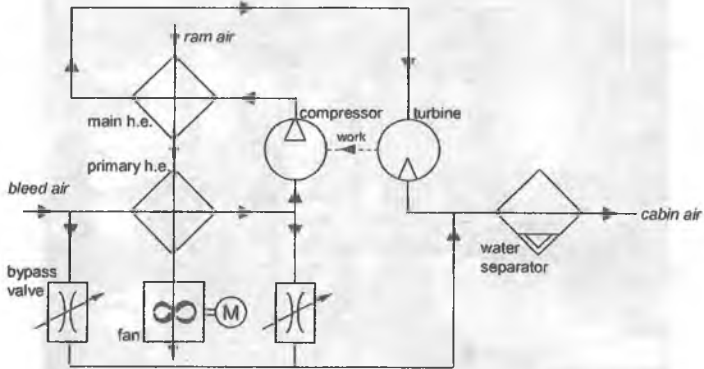 ram air
compressor
turbine
main h.e.
work
primary h.e.
bleed air
cabin air
water
separator
bypass
valve
M
fan